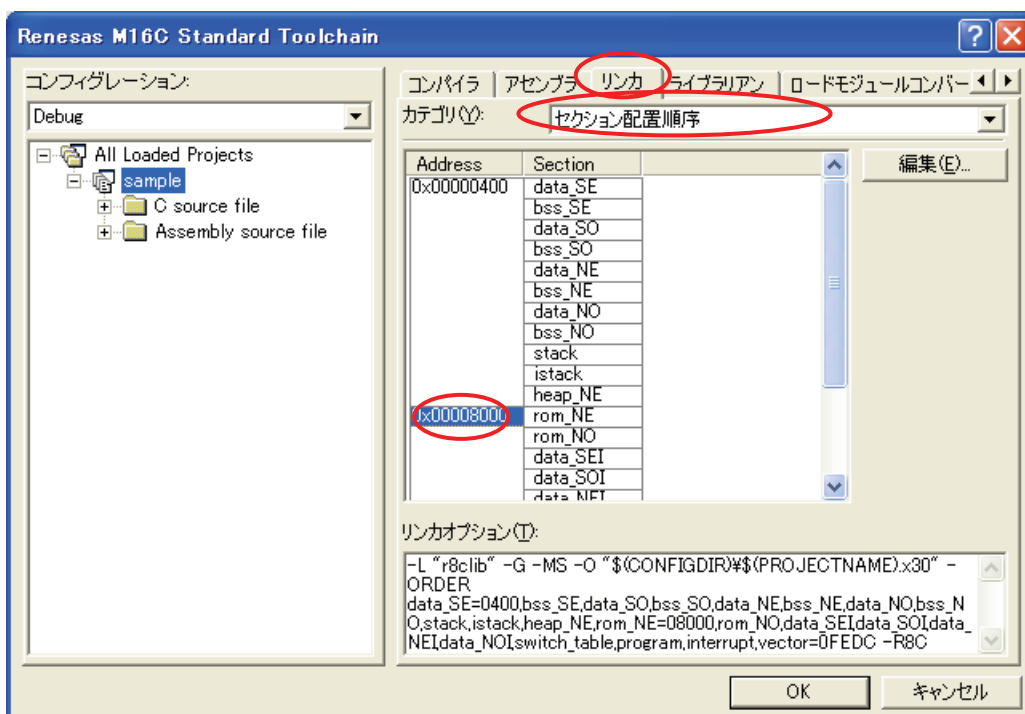 Renesas M16C Standard Toolchain
コンフィグレーション:
Debug
All Loaded Projects
sample
C source file
Assembly source file
コンパイラ アセンブラ リンカ ライブラリアン ロードモジュールコンバー
カテゴリ(Y):
セクション配置順序
編集(E)...
Address Section
0x00000400 data_SE
bss_SE
data_SO
bss_SO
data_NE
bss_NE
data_NO
bss_NO
stack
istack
heap_NE
0x00008000 rom_NE
rom_NO
data_SEI
data_SOI
data_NEI
リンカオプション(T):
-L "r8clib" -G -MS -O "$(CONFIGDIR)¥$(PROJECTNAME).x30" -
ORDER
data_SE=0400,bss_SE,data_SO,bss_SO,data_NE,bss_NE,data_NO,bss_N
O,stack,istack,heap_NE,rom_NE=08000,rom_NO,data_SEI,data_SOI,data_
NEI,data_NOI,switch_table,program,interrupt,vector=0FEDC -R8C
OK キャンセル